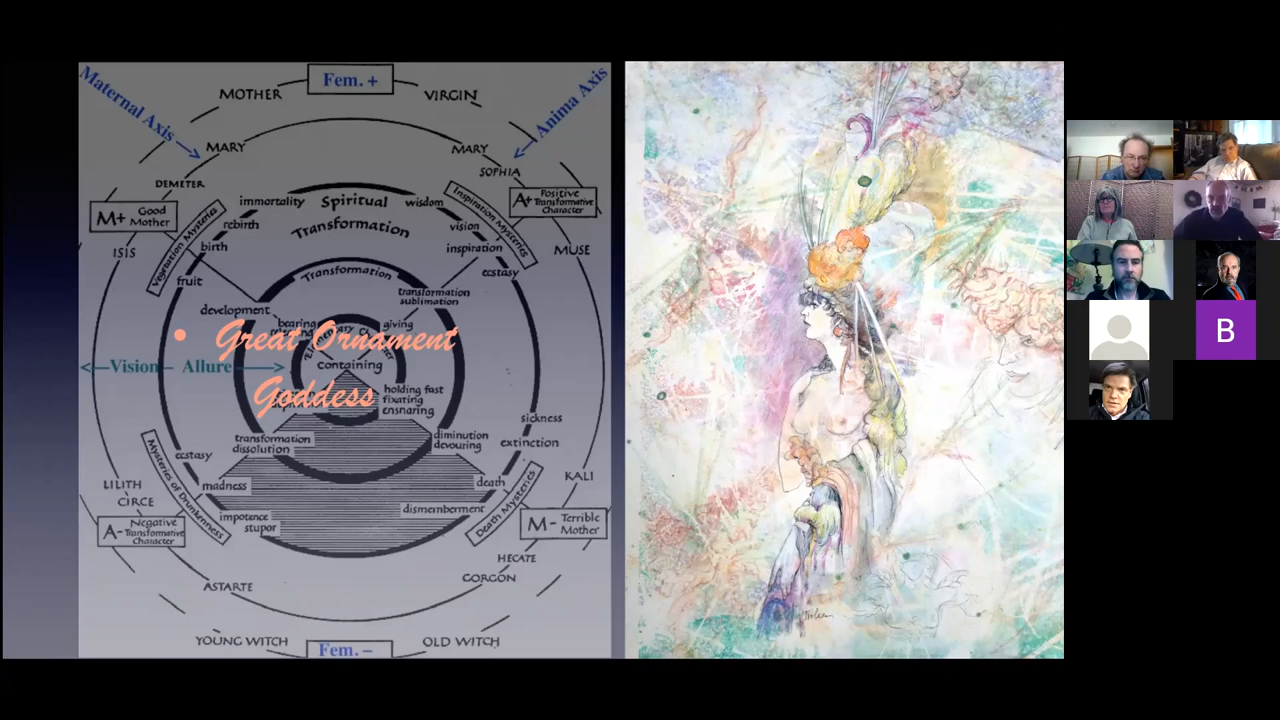 Fem. +
Maternal Axis
Anima Axis
MOTHER
VIRGIN
MARY
MARY
SOPHIA
DEMETER
M+ Good Mother
A+ Positive Transformative Character
Vegetation Mysteries
Inspiration Mysteries
immortality
Spiritual
wisdom
rebirth
Transformation
vision
birth
inspiration
ISIS
MUSE
fruit
Transformation
ecstasy
development
transformation
sublimation
bearing
giving
• Great Ornament
Goddess
containing
<—Vision
Allure
holding fast
fixating
ensnaring
sickness
transformation
dissolution
diminution
devouring
extinction
ecstasy
LILITH
madness
death
KALI
CIRCE
Mysteries of Drunkenness
Death Mysteries
dismemberment
impotence
stupor
A- Negative Transformative Character
M- Terrible Mother
HECATE
GORGON
ASTARTE
YOUNG WITCH
OLD WITCH
Fem. –
B